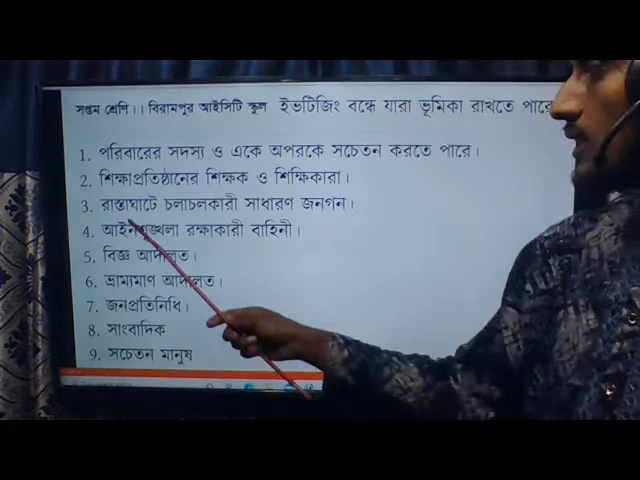 সপ্তম শ্রেণি।। বিরামপুর আইসিটি স্কুল ইভটিজিং বন্ধে যারা ভূমিকা রাখতে পারে
1. পরিবারের সদস্য ও একে অপরকে সচেতন করতে পারে।
2. শিক্ষাপ্রতিষ্ঠানের শিক্ষক ও শিক্ষিকারা।
3. রাস্তাঘাটে চলাচলকারী সাধারণ জনগন।
4. আইনশৃঙ্খলা রক্ষাকারী বাহিনী।
5. বিজ্ঞ আদালত।
6. ভ্রাম্যমাণ আদালত।
7. জনপ্রতিনিধি।
8. সাংবাদিক
9. সচেতন মানুষ